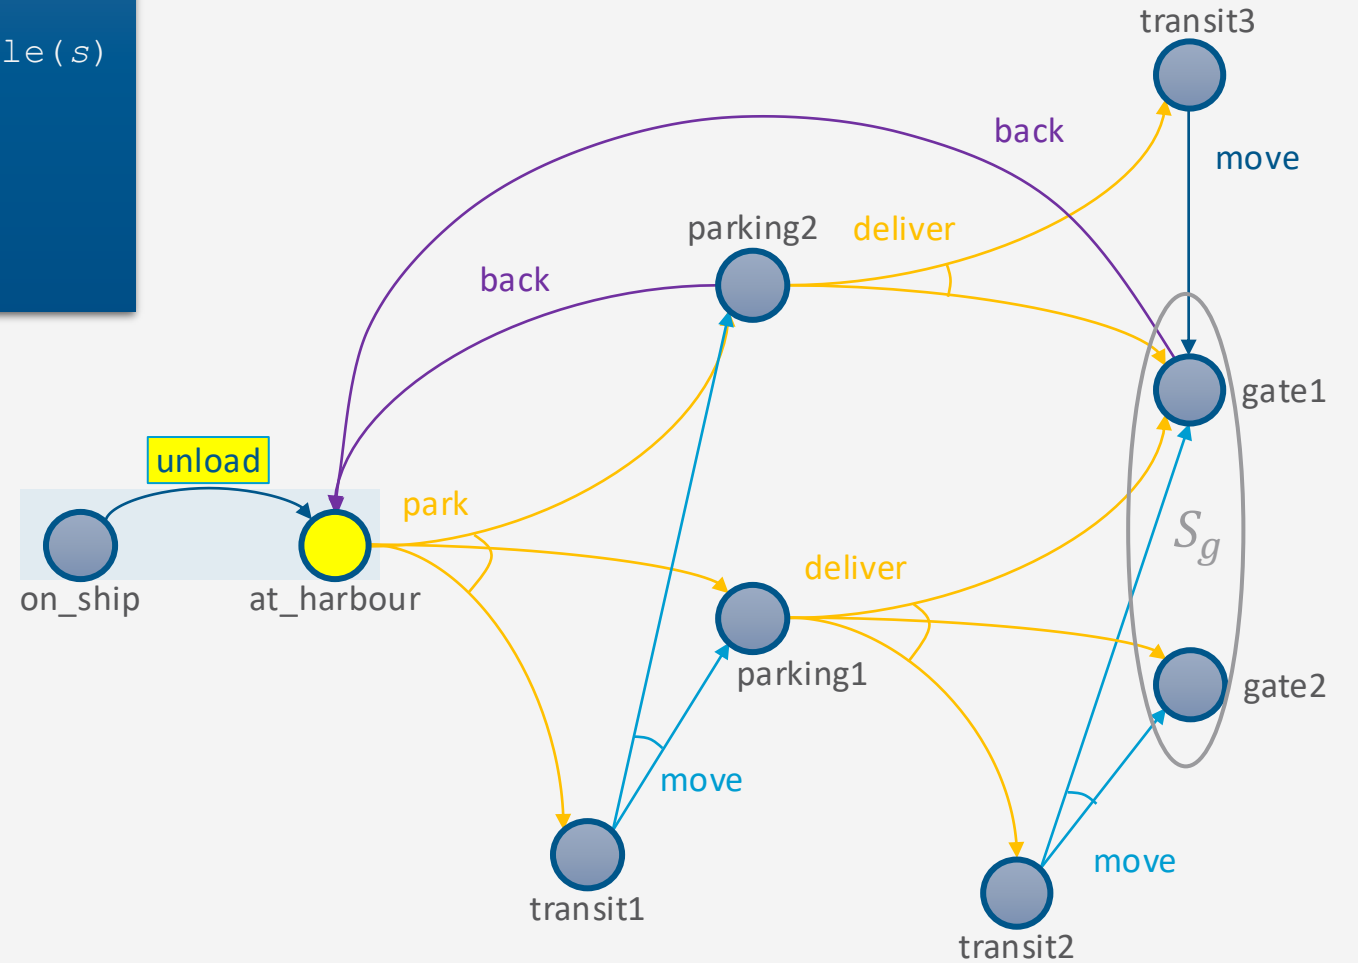 le(s)
transit3
back
move
parking2
deliver
back
gate1
unload
park
S_g
deliver
on_ship
at_harbour
parking1
gate2
move
move
transit1
transit2